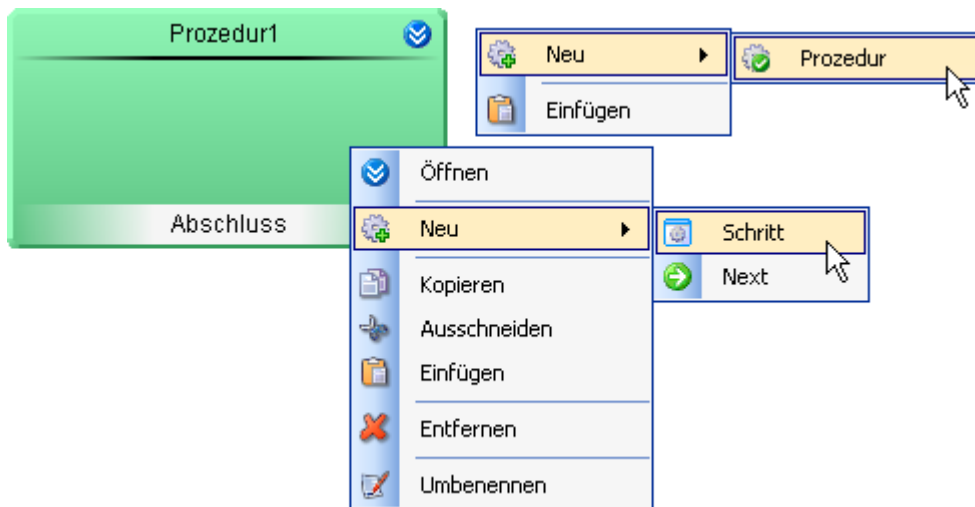 Prozedur1
Abschluss
Neu
Prozedur
Einfügen
Öffnen
Neu
Schritt
Next
Kopieren
Ausschneiden
Einfügen
Entfernen
Umbenennen